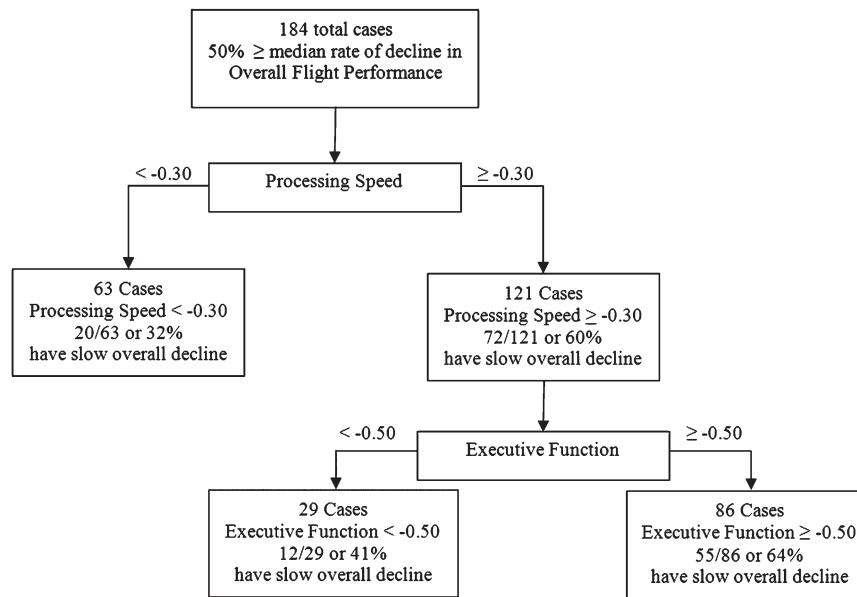 184 total cases
50% ≥ median rate of decline in
Overall Flight Performance
< -0.30
Processing Speed
≥ -0.30
63 Cases
Processing Speed < -0.30
20/63 or 32%
have slow overall decline
121 Cases
Processing Speed ≥ -0.30
72/121 or 60%
have slow overall decline
< -0.50
Executive Function
≥ -0.50
29 Cases
Executive Function < -0.50
12/29 or 41%
have slow overall decline
86 Cases
Executive Function ≥ -0.50
55/86 or 64%
have slow overall decline